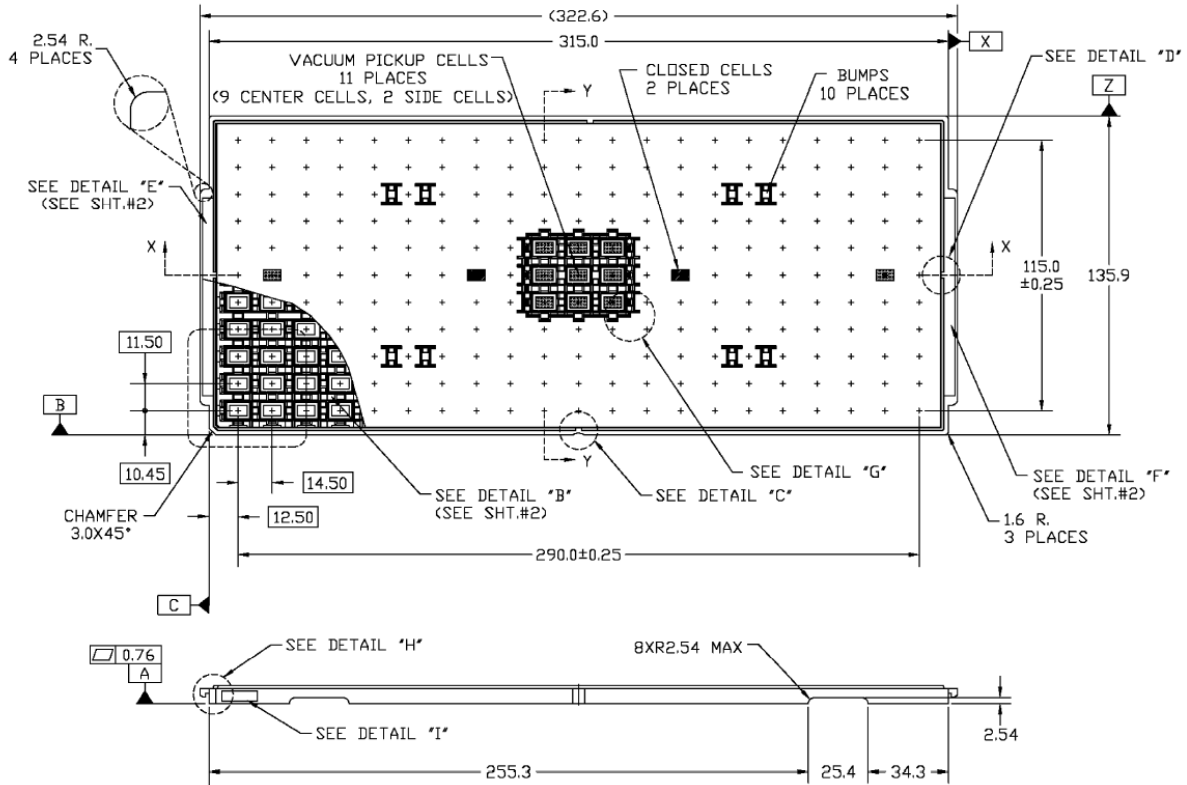 (322.6)
315.0
X
2.54 R.
4 PLACES
VACUUM PICKUP CELLS
11 PLACES
(9 CENTER CELLS, 2 SIDE CELLS)
Y
CLOSED CELLS
2 PLACES
BUMPS
10 PLACES
SEE DETAIL "D"
Z
SEE DETAIL "E"
(SEE SHT.#2)
X
X
115.0
±0.25
135.9
11.50
B
10.45
14.50
12.50
CHAMFER
3.0X45°
Y
SEE DETAIL "B"
(SEE SHT.#2)
SEE DETAIL "C"
SEE DETAIL "G"
SEE DETAIL "F"
(SEE SHT.#2)
1.6 R.
3 PLACES
290.0±0.25
C
0.76
A
SEE DETAIL "H"
SEE DETAIL "I"
8XR2.54 MAX
2.54
255.3
25.4
34.3